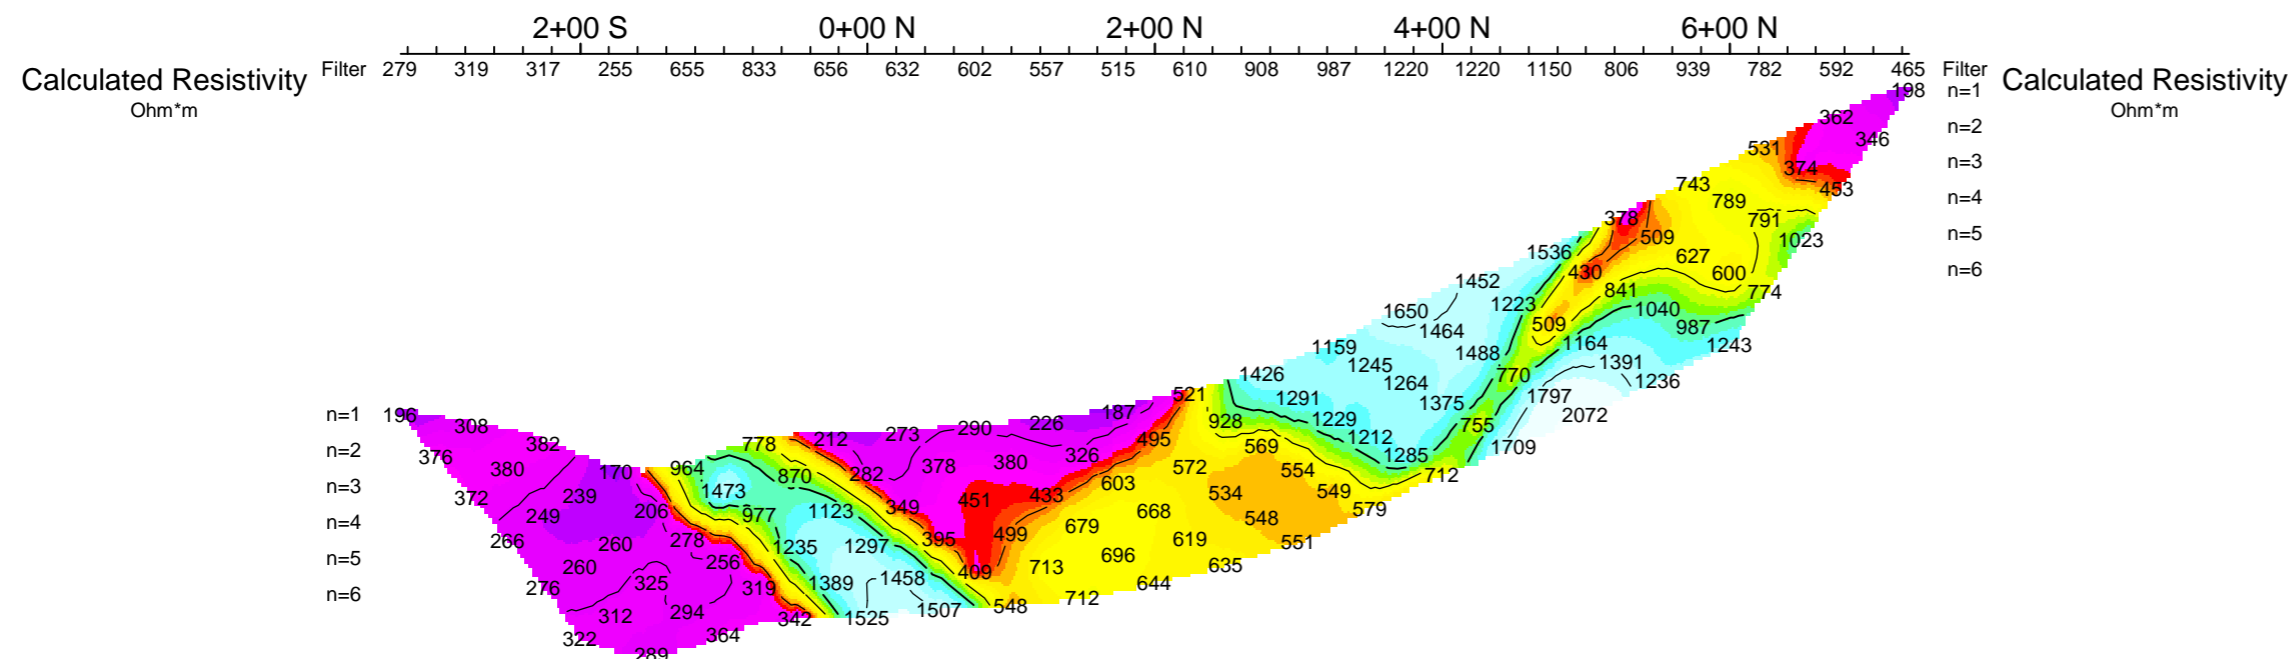 2+00 S 0+00 N 2+00 N 4+00 N 6+00 N
Calculated Resistivity
Ohm*m
Filter 279 319 317 255 655 833 656 632 602 557 515 610 908 987 1220 1220 1150 806 939 782 592 465 Filter
Calculated Resistivity
Ohm*m
198 n=1
362 n=2
346
531 n=3
374
743 453 n=4
789
378 791 n=5
509 1023
1536 627
430 600 n=6
1452 841 774
1650 1223 1040
1464 509 987
1159 1488 1164 1243
1245 770 1391
1426 1264 1797 1236
521 1291 1375 2072
n=1 196 308 273 290 226 187 928 1229 755
382 778 212 495 569 1212 1709
n=2 376 380 170 964 870 282 378 380 326 572 554 1285 712
n=3 372 239 1473 349 451 433 603 534 549
n=4 249 206 977 1123 499 679 668 548 579
266 260 278 1235 1297 395 696 619 551
n=5 260 256 409 713 635
276 325 319 1389 1458 644
n=6 312 294 342 1525 1507 548 712
322 364
289